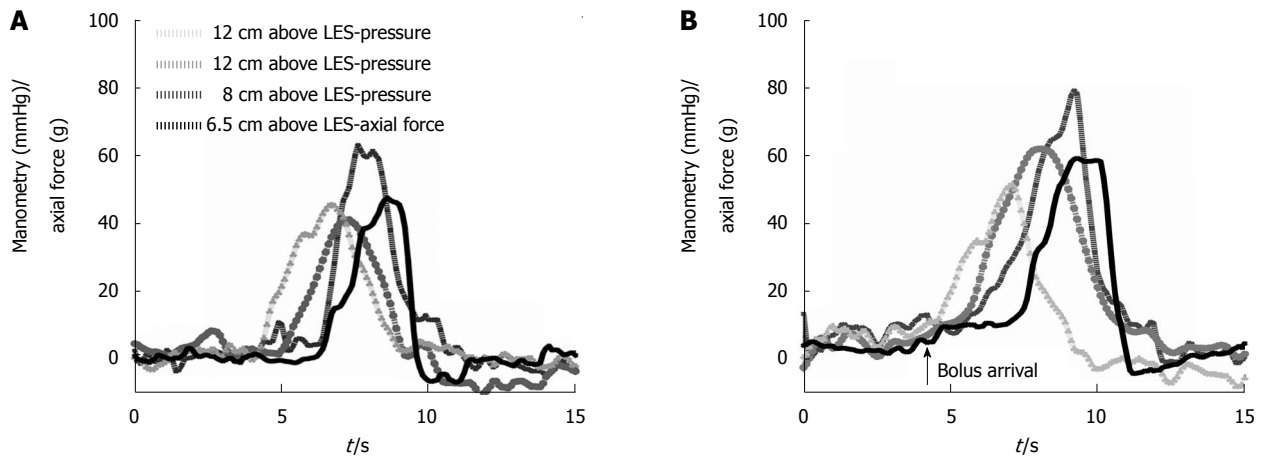 A
Manometry (mmHg)/
axial force (g)
100
80
60
40
20
0
12 cm above LES-pressure
12 cm above LES-pressure
8 cm above LES-pressure
6.5 cm above LES-axial force
0 5 10 15
t/s
B
Manometry (mmHg)/
axial force (g)
100
80
60
40
20
0
Bolus arrival
0 5 10 15
t/s